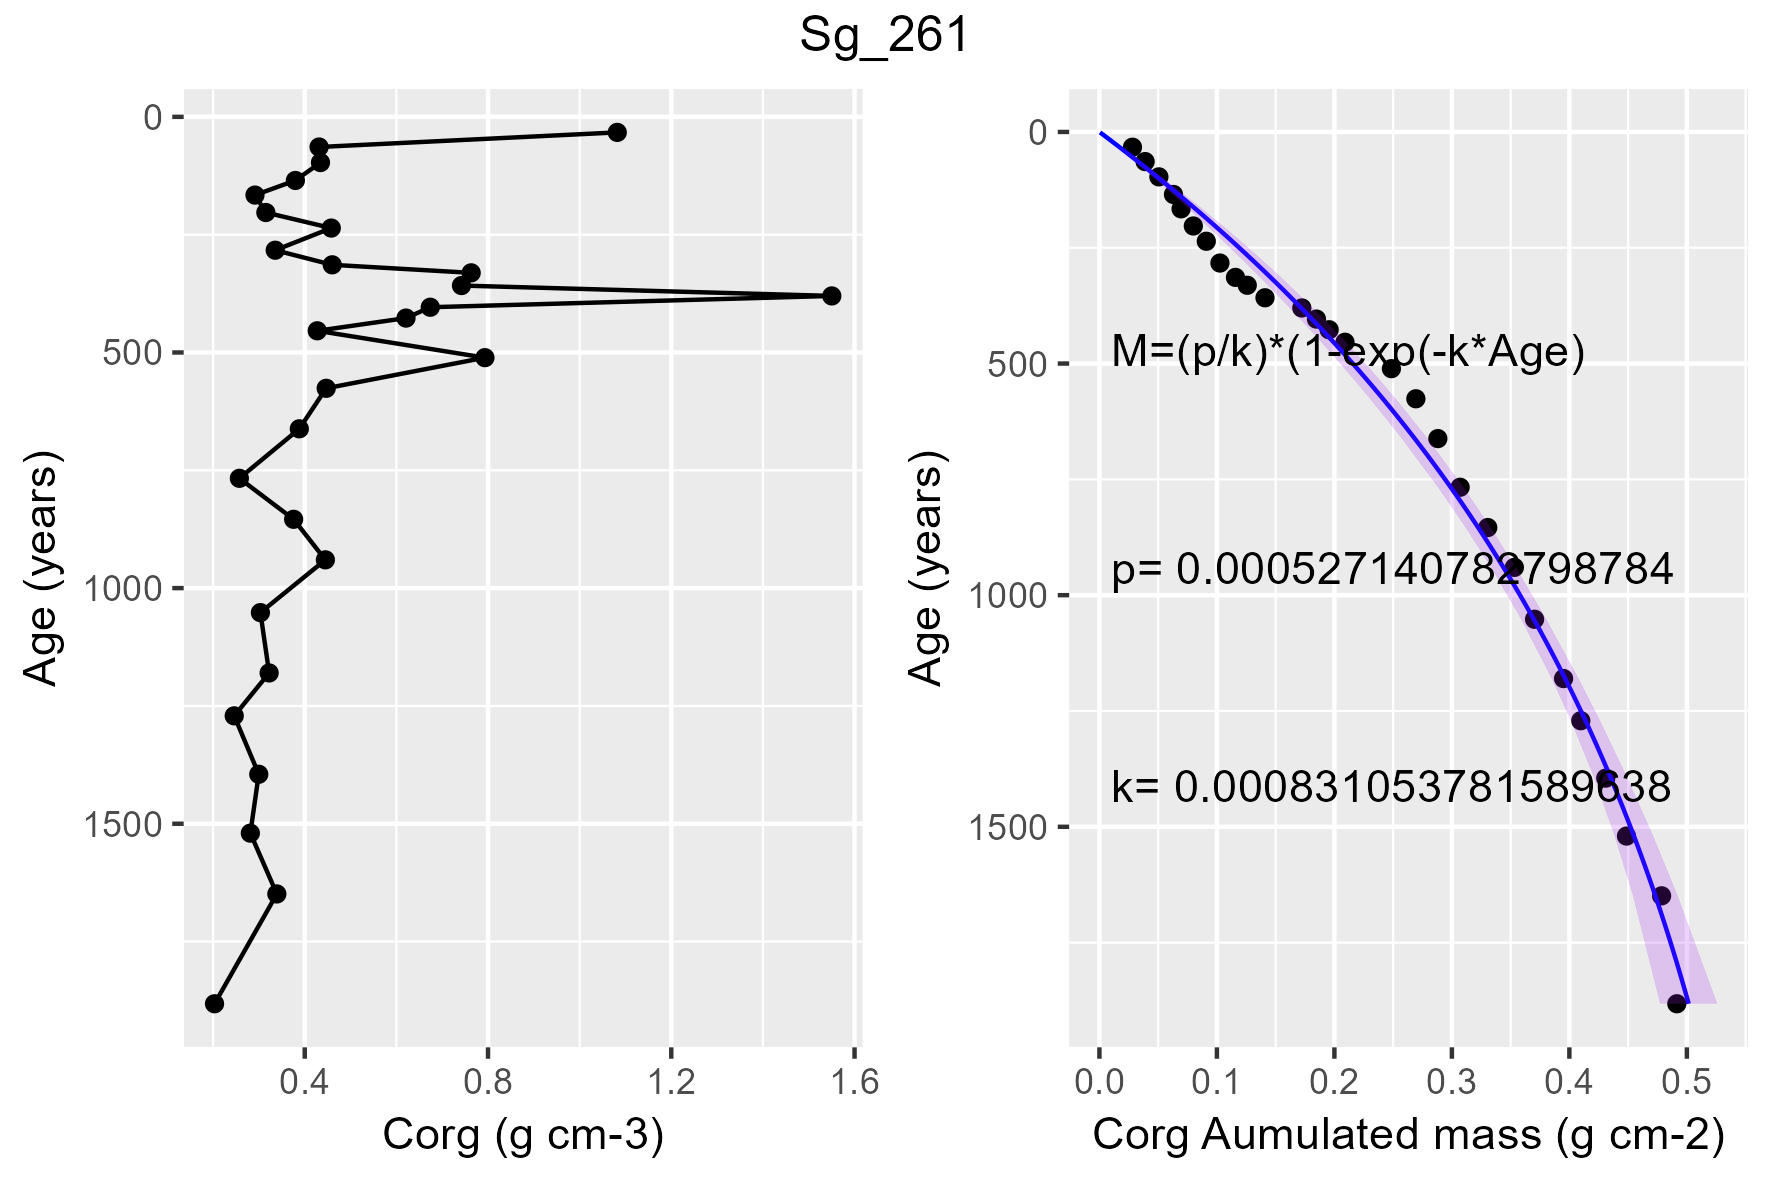 Sg_261
0
500
1000
1500
Age (years)
0.4 0.8 1.2 1.6
Corg (g cm-3)
0
500
1000
1500
Age (years)
M=(p/k)*(1-exp(-k*Age)
p= 0.000527140782798784
k= 0.000831053781589638
0.0 0.1 0.2 0.3 0.4 0.5
Corg Aumulated mass (g cm-2)